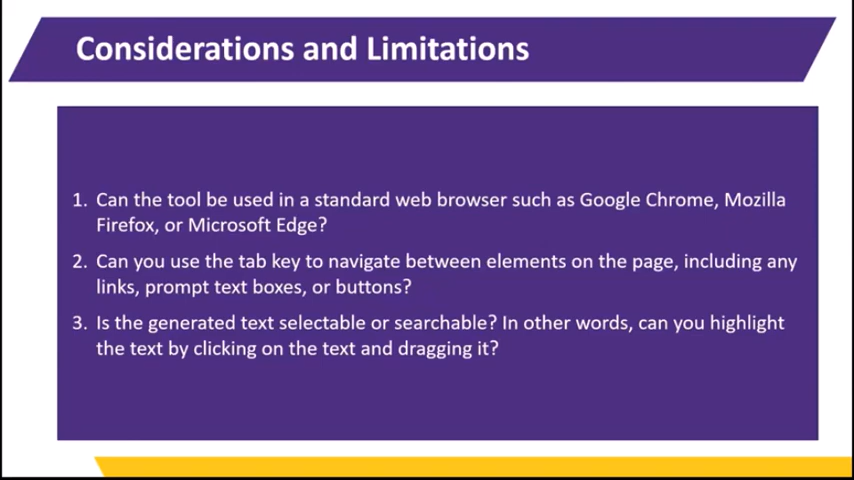 Considerations and Limitations
1. Can the tool be used in a standard web browser such as Google Chrome, Mozilla
Firefox, or Microsoft Edge?
2. Can you use the tab key to navigate between elements on the page, including any
links, prompt text boxes, or buttons?
3. Is the generated text selectable or searchable? In other words, can you highlight
the text by clicking on the text and dragging it?